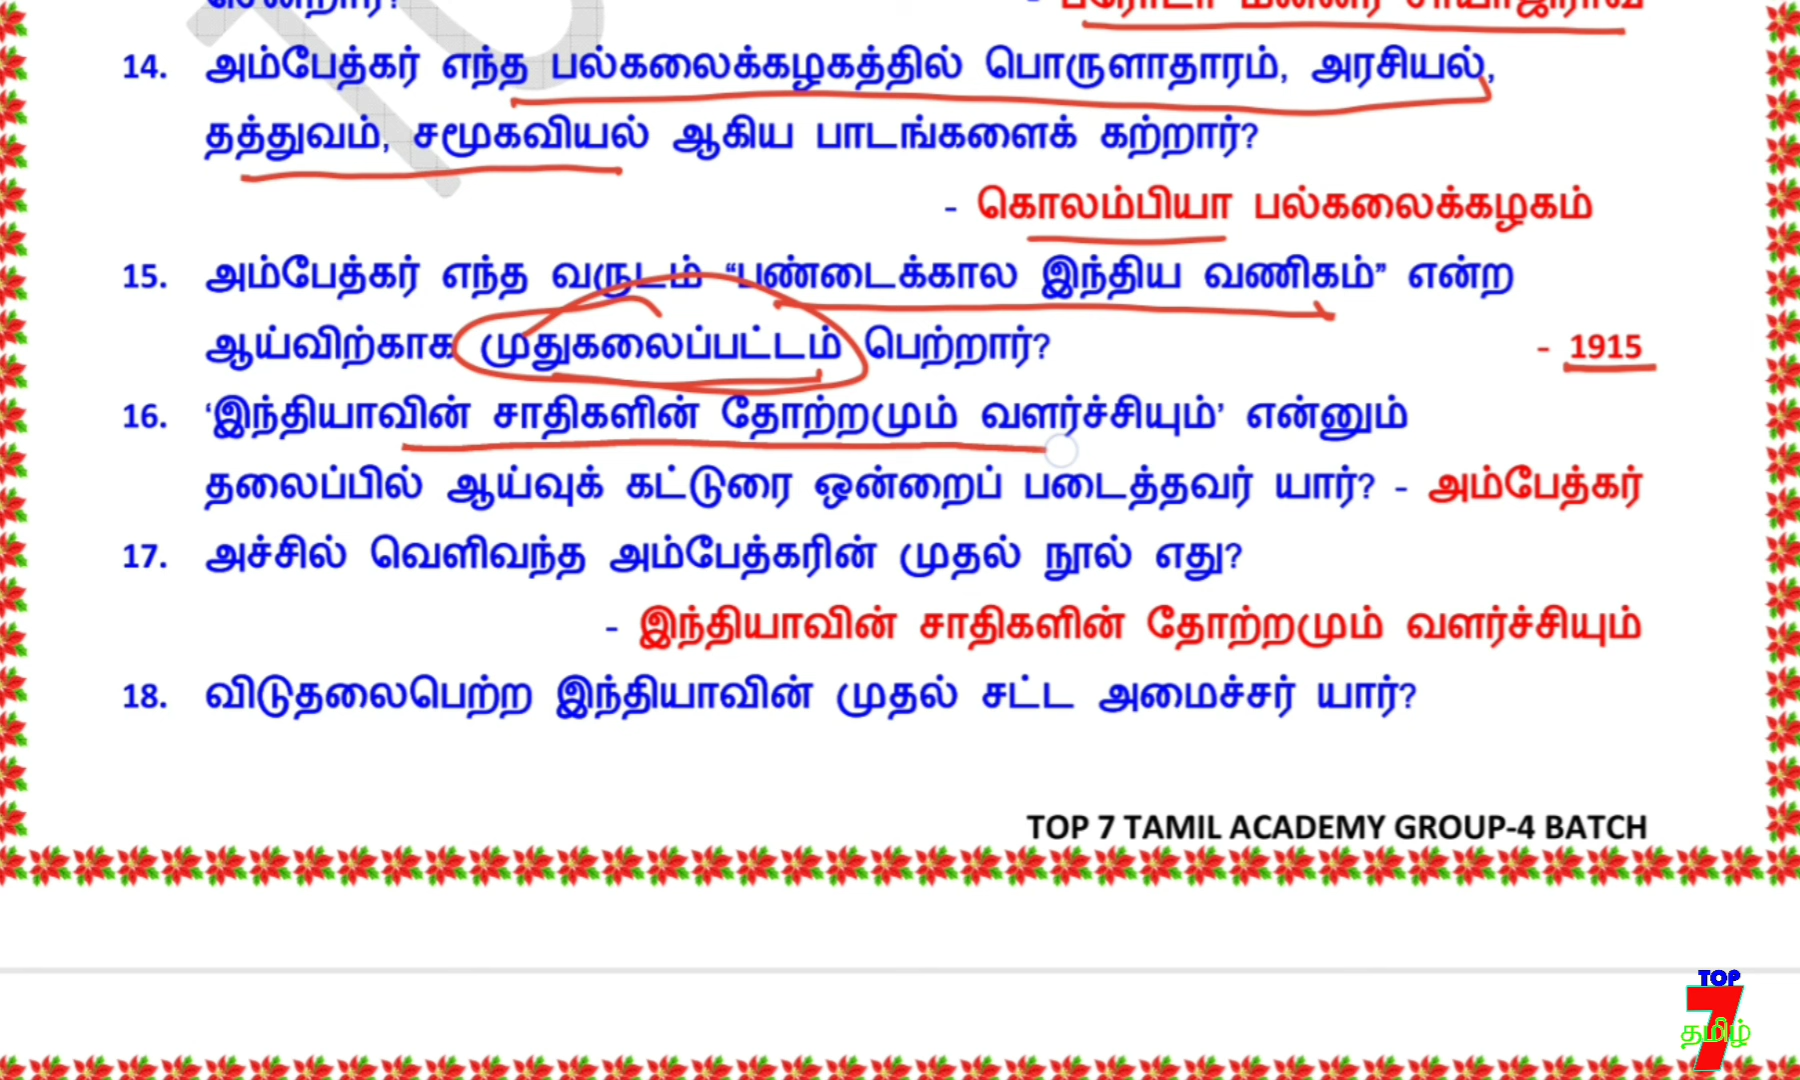 14. அம்பேத்கர் எந்த பல்கலைக்கழகத்தில் பொருளாதாரம், அரசியல்,
தத்துவம், சமூகவியல் ஆகிய பாடங்களைக் கற்றார்?
- கொலம்பியா பல்கலைக்கழகம்
15. அம்பேத்கர் எந்த வருடம் “பண்டைக்கால இந்திய வணிகம்” என்ற
ஆய்விற்காக முதுகலைப்பட்டம் பெற்றார்? - 1915
16. ‘இந்தியாவின் சாதிகளின் தோற்றமும் வளர்ச்சியும்’ என்னும்
தலைப்பில் ஆய்வுக் கட்டுரை ஒன்றைப் படைத்தவர் யார்? - அம்பேத்கர்
17. அச்சில் வெளிவந்த அம்பேத்கரின் முதல் நூல் எது?
- இந்தியாவின் சாதிகளின் தோற்றமும் வளர்ச்சியும்
18. விடுதலைபெற்ற இந்தியாவின் முதல் சட்ட அமைச்சர் யார்?
TOP 7 TAMIL ACADEMY GROUP-4 BATCH
TOP
7
தமிழ்